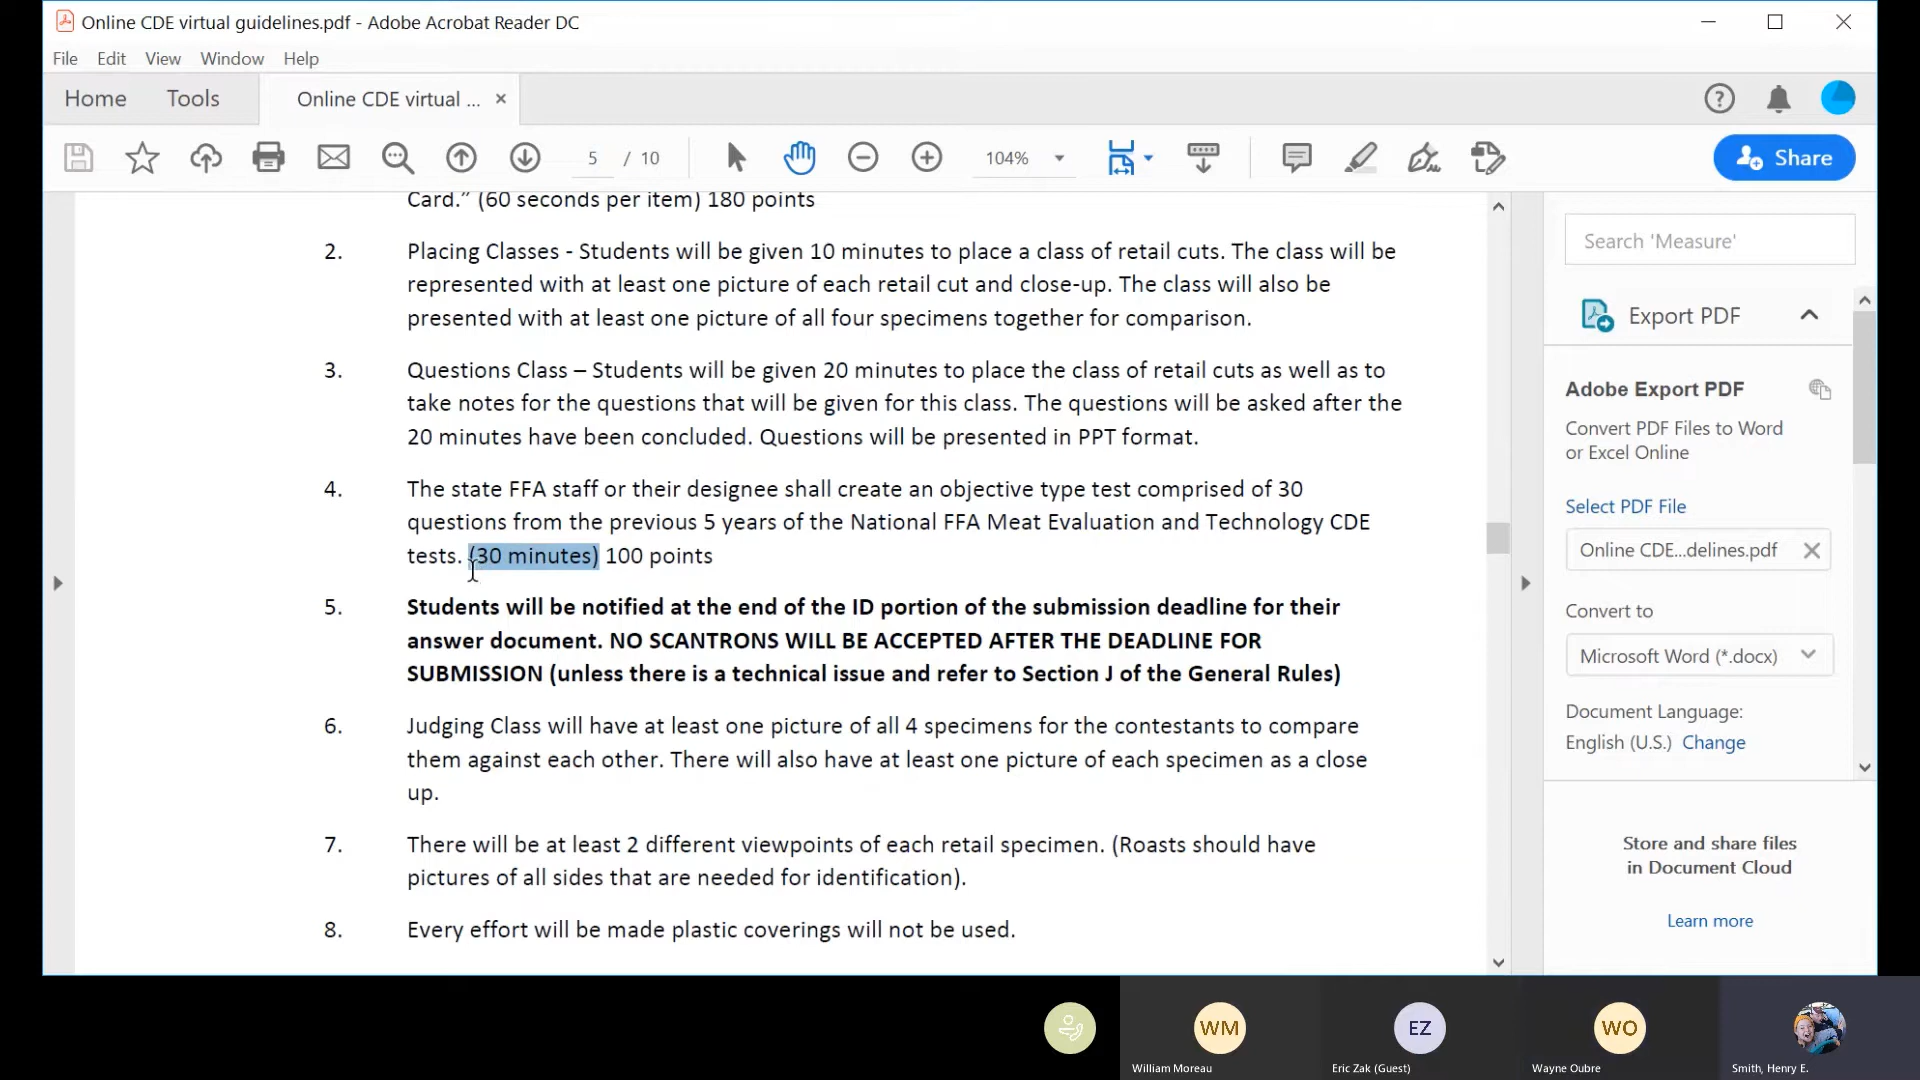 Online CDE virtual guidelines.pdf - Adobe Acrobat Reader DC
File Edit View Window Help
Home Tools Online CDE virtual ... ×
5 / 10 104% Share
Card.” (60 seconds per item) 180 points
2. Placing Classes - Students will be given 10 minutes to place a class of retail cuts. The class will be
represented with at least one picture of each retail cut and close-up. The class will also be
presented with at least one picture of all four specimens together for comparison.
3. Questions Class – Students will be given 20 minutes to place the class of retail cuts as well as to
take notes for the questions that will be given for this class. The questions will be asked after the
20 minutes have been concluded. Questions will be presented in PPT format.
4. The state FFA staff or their designee shall create an objective type test comprised of 30
questions from the previous 5 years of the National FFA Meat Evaluation and Technology CDE
tests. (30 minutes) 100 points
5. Students will be notified at the end of the ID portion of the submission deadline for their
answer document. NO SCANTRONS WILL BE ACCEPTED AFTER THE DEADLINE FOR
SUBMISSION (unless there is a technical issue and refer to Section J of the General Rules)
6. Judging Class will have at least one picture of all 4 specimens for the contestants to compare
them against each other. There will also have at least one picture of each specimen as a close
up.
7. There will be at least 2 different viewpoints of each retail specimen. (Roasts should have
pictures of all sides that are needed for identification).
8. Every effort will be made plastic coverings will not be used.
Search 'Measure'
Export PDF
Adobe Export PDF
Convert PDF Files to Word
or Excel Online
Select PDF File
Online CDE...delines.pdf
Convert to
Microsoft Word (*.docx)
Document Language:
English (U.S.) Change
Store and share files
in Document Cloud
Learn more
WM EZ WO
William Moreau Eric Zak (Guest) Wayne Oubre Smith, Henry E.